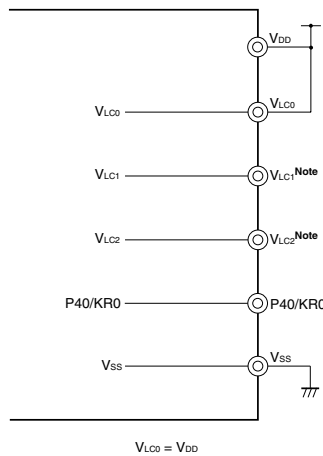 VDD
VLC0 VLC0
VLC1 VLC1Note
VLC2 VLC2Note
P40/KR0 P40/KR0
VSS VSS
VLC0 = VDD